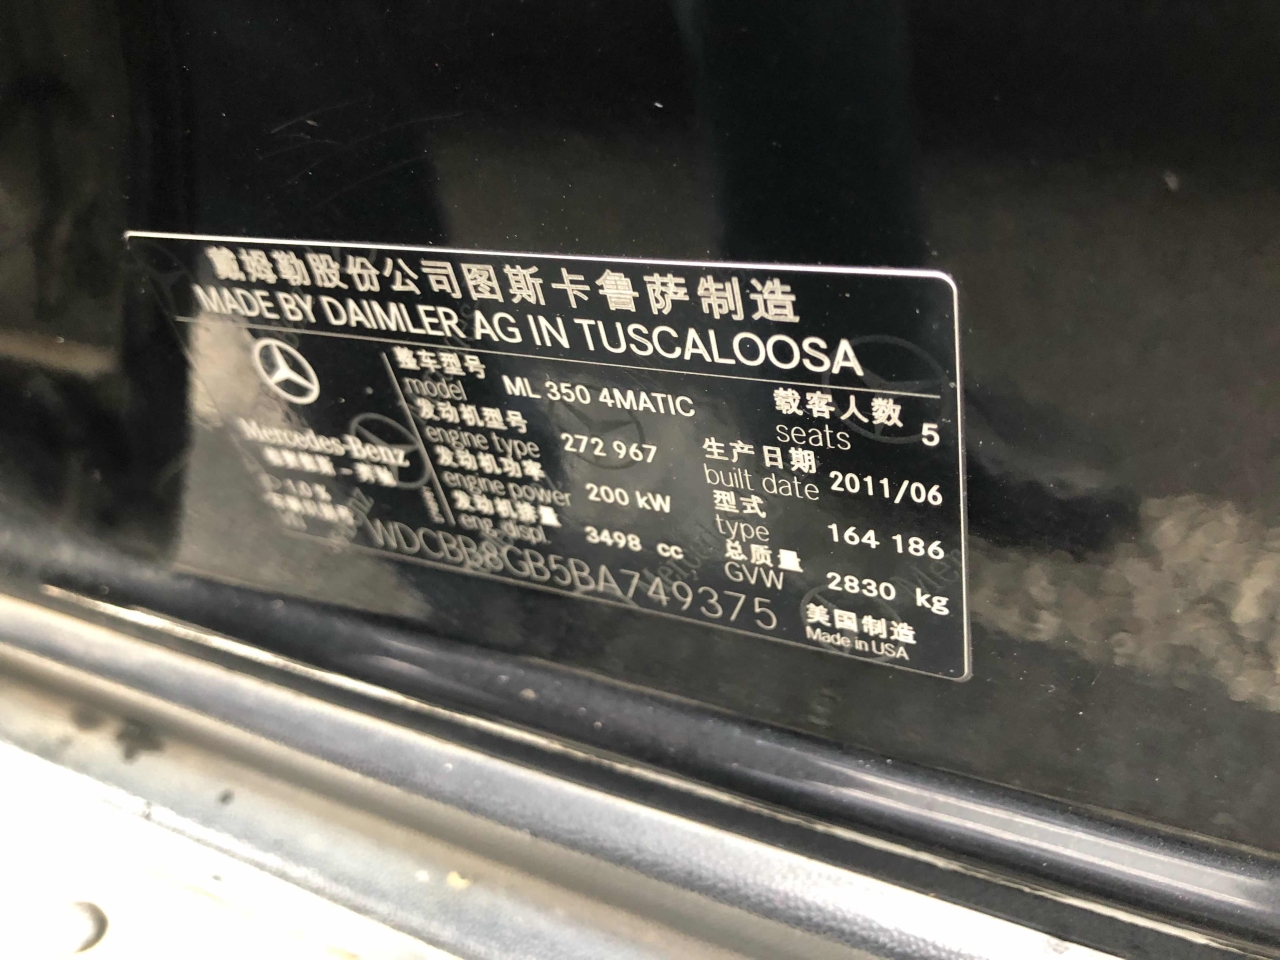 戴姆勒股份公司图斯卡鲁萨制造
MADE BY DAIMLER AG IN TUSCALOOSA
Mercedes-Benz
整车型号
model ML 350 4MATIC
载客人数
seats 5
发动机型号
engine type 272 967
生产日期
built date 2011/06
发动机功率
engine power 200 kW
型式
type 164 186
发动机排量
eng. displ. 3498 cc
总质量
GVW 2830 kg
WDCBB8GB5BA749375
美国制造
Made in USA